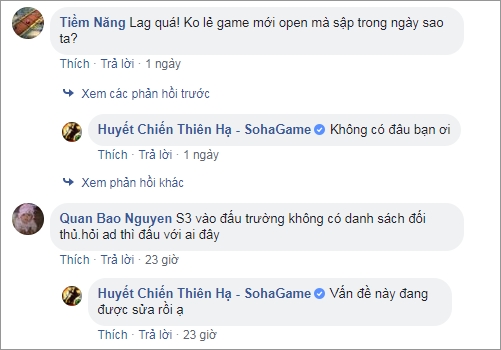 Tiềm Năng Lag quá! Ko lẻ game mới open mà sập trong ngày sao
ta?
Thích · Trả lời · 1 ngày
Xem các phản hồi trước
Huyết Chiến Thiên Hạ - SohaGame Không có đâu bạn ơi
Thích · Trả lời · 1 ngày
Xem phản hồi khác
Quan Bao Nguyen S3 vào đấu trường không có danh sách đối
thủ.hỏi ad thì đấu với ai đây
Thích · Trả lời · 23 giờ
Huyết Chiến Thiên Hạ - SohaGame Vấn đề này đang
được sửa rồi ạ
Thích · Trả lời · 23 giờ